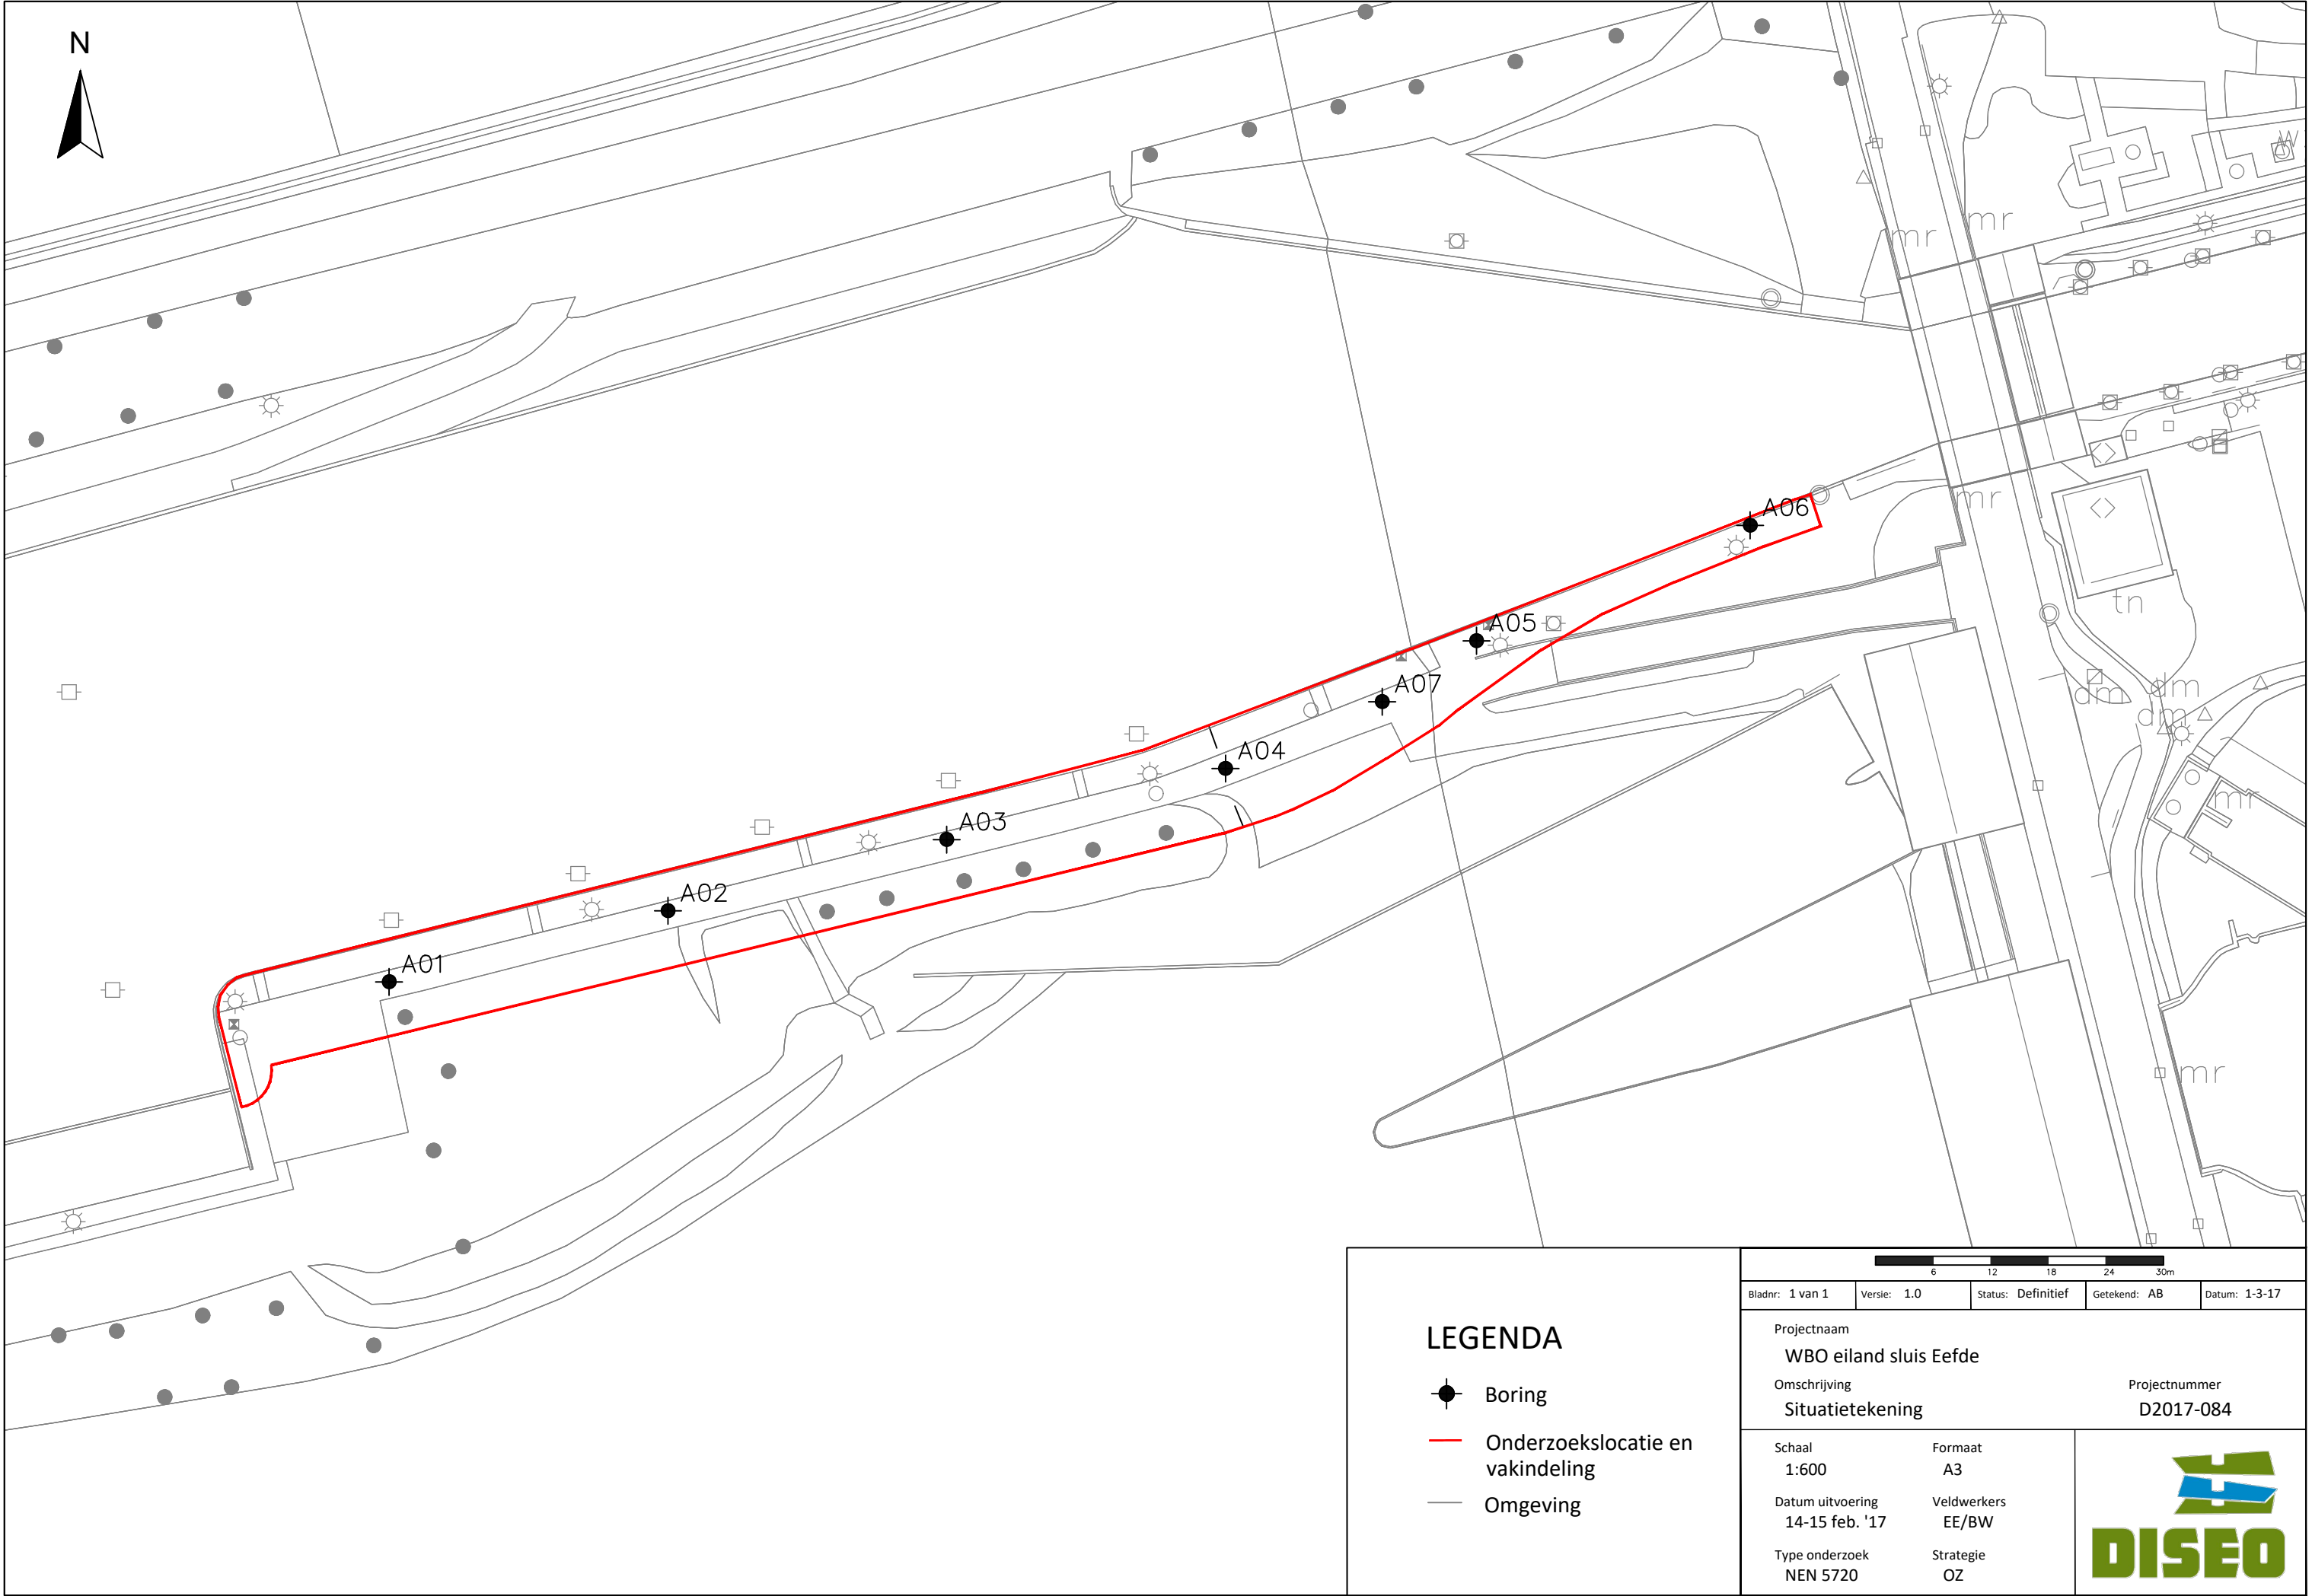 N
mr
mr
W
A06
mr
tn
A05
A07
dm
dm
dm
A04
mr
A03
A02
A01
mr
6 12 18 24 30m
Bladnr: 1 van 1 Versie: 1.0 Status: Definitief Getekend: AB Datum: 1-3-17
LEGENDA
Boring
Onderzoekslocatie en
vakindeling
Omgeving
Projectnaam
WBO eiland sluis Eefde
Omschrijving Projectnummer
Situatietekening D2017-084
Schaal Formaat
1:600 A3
Datum uitvoering Veldwerkers
14-15 feb. '17 EE/BW
Type onderzoek Strategie
NEN 5720 OZ
DISEO